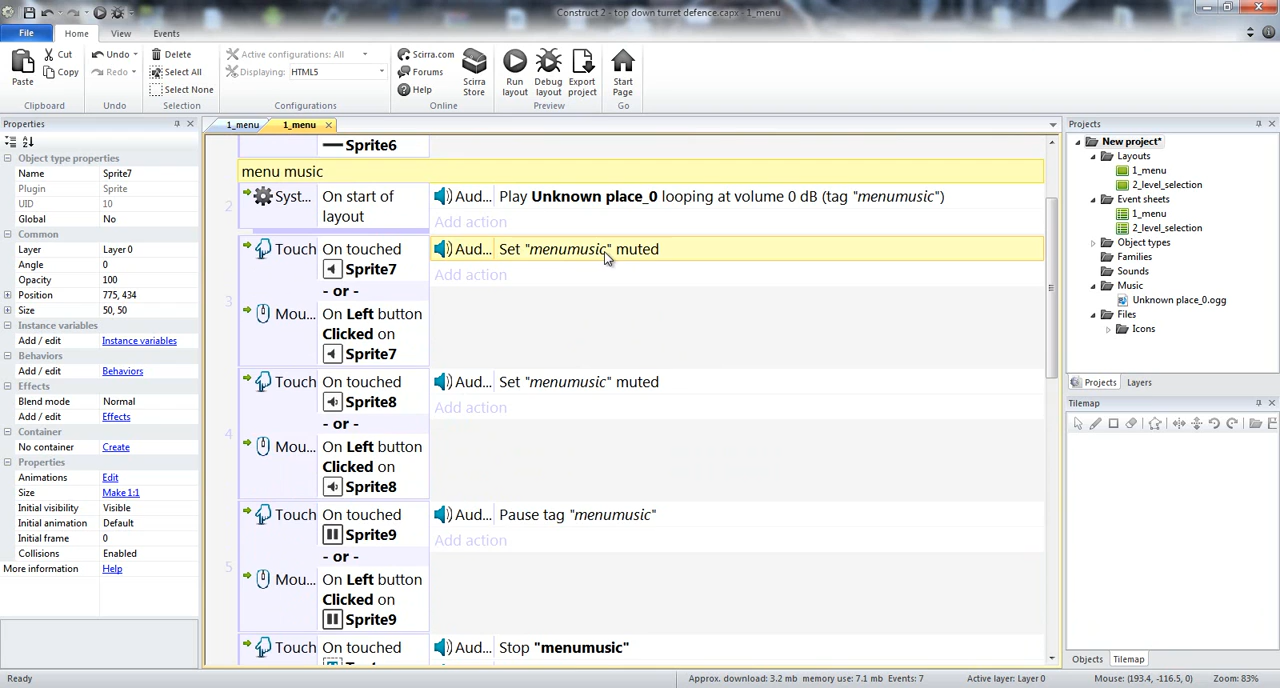 Construct 2 - top down turret defence.capx - 1_menu
File Home View Events
Paste Cut Copy
Clipboard
Undo Redo
Undo
Delete
Select All
Select None
Selection
Active configurations: All
Displaying: HTML5
Configurations
Scirra.com
Forums
Help
Scirra Store
Online
Run layout Debug layout Export project
Preview
Start Page
Go
Properties
Object type properties
Name Sprite7
Plugin Sprite
UID 10
Global No
Common
Layer Layer 0
Angle 0
Opacity 100
Position 775, 434
Size 50, 50
Instance variables
Add / edit Instance variables
Behaviors
Add / edit Behaviors
Effects
Blend mode Normal
Add / edit Effects
Container
No container Create
Properties
Animations Edit
Size Make 1:1
Initial visibility Visible
Initial animation Default
Initial frame 0
Collisions Enabled
More information Help
1_menu 1_menu
Sprite6
menu music
2 Syst... On start of layout Aud... Play Unknown place_0 looping at volume 0 dB (tag "menumusic")
Add action
3 Touch On touched Sprite7 Aud... Set "menumusic" muted
Add action
- or -
Mou... On Left button Clicked on Sprite7
4 Touch On touched Sprite8 Aud... Set "menumusic" muted
Add action
- or -
Mou... On Left button Clicked on Sprite8
5 Touch On touched Sprite9 Aud... Pause tag "menumusic"
Add action
- or -
Mou... On Left button Clicked on Sprite9
Touch On touched Aud... Stop "menumusic"
Projects
New project*
Layouts
1_menu
2_level_selection
Event sheets
1_menu
2_level_selection
Object types
Families
Sounds
Music
Unknown place_0.ogg
Files
Icons
Projects Layers
Tilemap
Objects Tilemap
Ready Approx. download: 3.2 mb memory use: 7.1 mb Events: 7 Active layer: Layer 0 Mouse: (193.4, -116.5, 0) Zoom: 83%